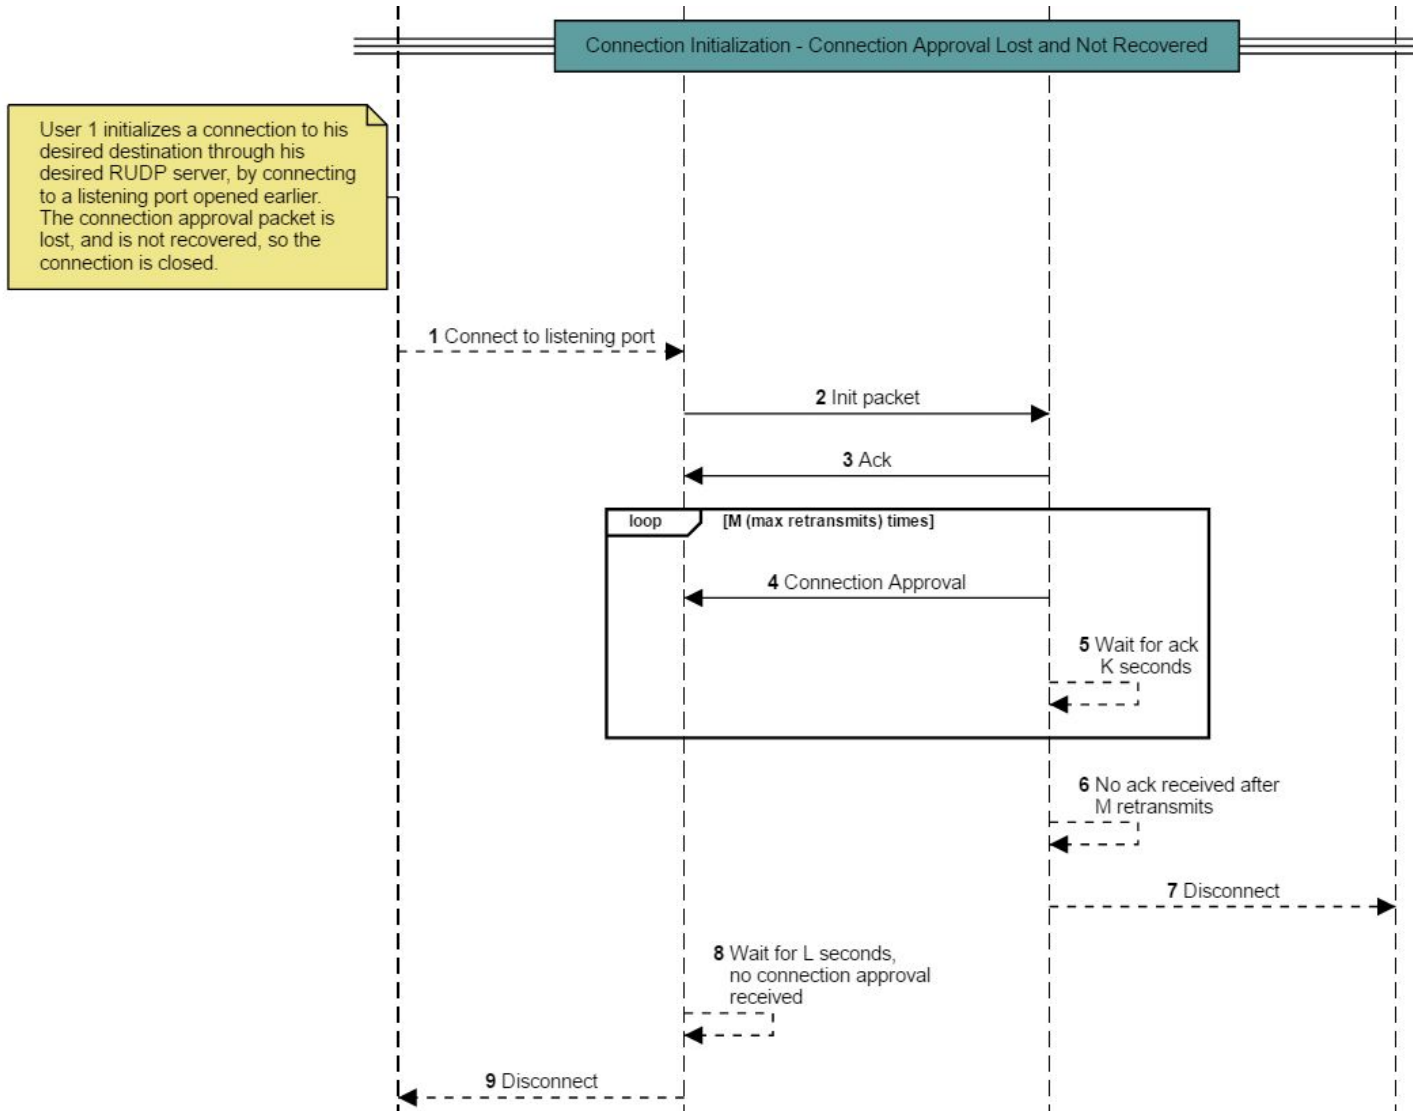 Connection Initialization - Connection Approval Lost and Not Recovered
User 1 initializes a connection to his
desired destination through his
desired RUDP server, by connecting
to a listening port opened earlier.
The connection approval packet is
lost, and is not recovered, so the
connection is closed.
1 Connect to listening port
2 Init packet
3 Ack
loop [M (max retransmits) times]
4 Connection Approval
5 Wait for ack
K seconds
6 No ack received after
M retransmits
7 Disconnect
8 Wait for L seconds,
no connection approval
received
9 Disconnect